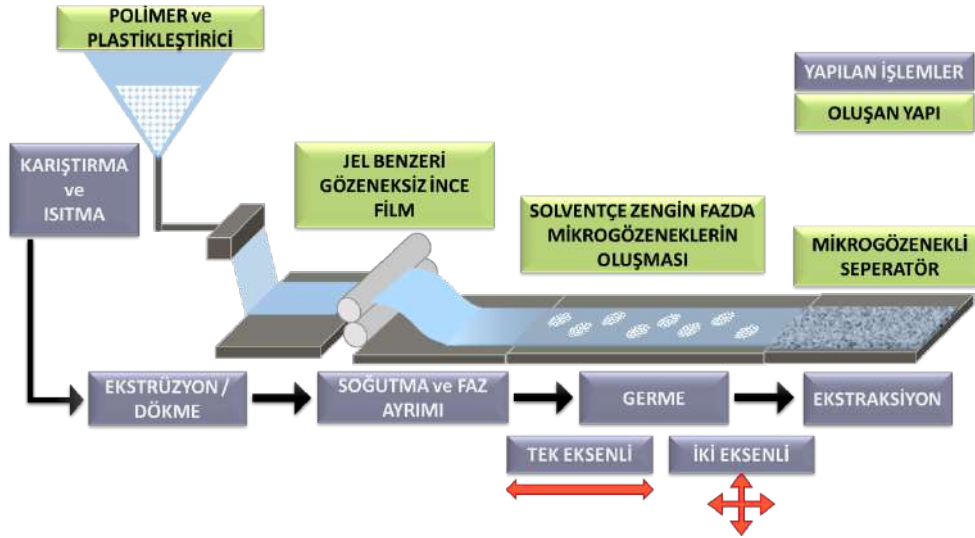 POLİMER ve
PLASTİKLEŞTİRİCİ
YAPILAN İŞLEMLER
OLUŞAN YAPI
KARIŞTIRMA
ve
ISITMA
JEL BENZERİ
GÖZENEKSİZ İNCE
FİLM
SOLVENTÇE ZENGİN FAZDA
MİKROGÖZENEKLERİN
OLUŞMASI
MİKROGÖZENEKLİ
SEPERATÖR
EKSTRÜZYON /
DÖKME
SOĞUTMA ve FAZ
AYRIMI
GERME
EKSTRAKSİYON
TEK EKSENLİ
İKİ EKSENLİ